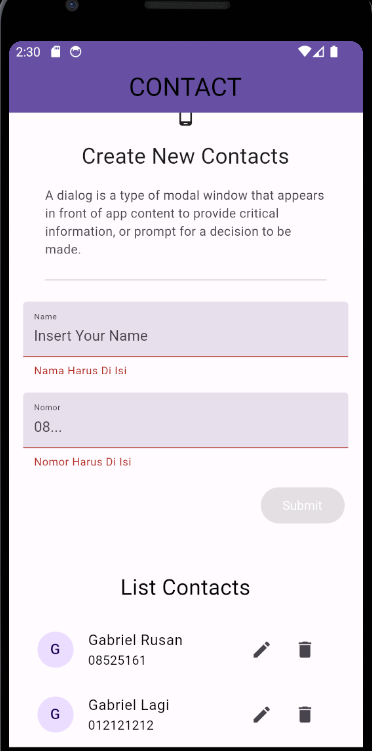 2:30
CONTACT
Create New Contacts
A dialog is a type of modal window that appears
in front of app content to provide critical
information, or prompt for a decision to be
made.
Name
Insert Your Name
Nama Harus Di Isi
Nomor
08...
Nomor Harus Di Isi
Submit
List Contacts
G
Gabriel Rusan
08525161
G
Gabriel Lagi
012121212